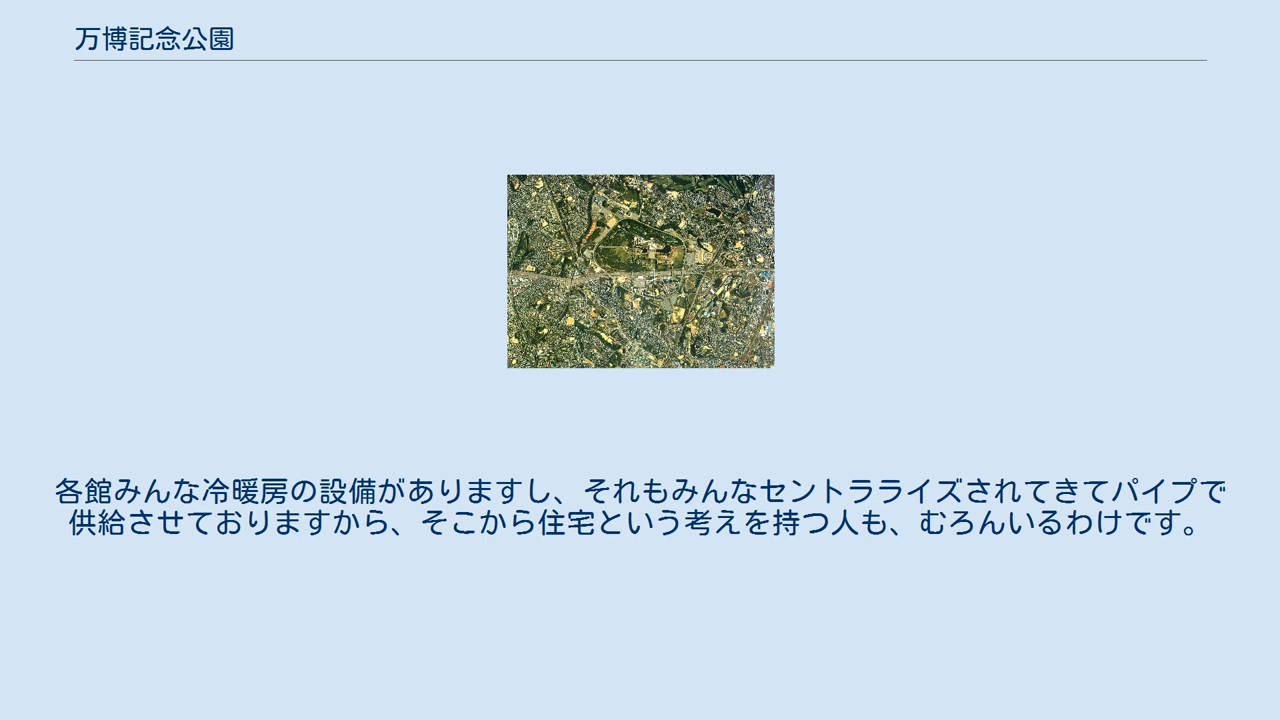 万博記念公園
各館みんな冷暖房の設備がありますし、それもみんなセントラライズされてきてパイプで
供給させておりますから、そこから住宅という考えを持つ人も、むろんいるわけです。